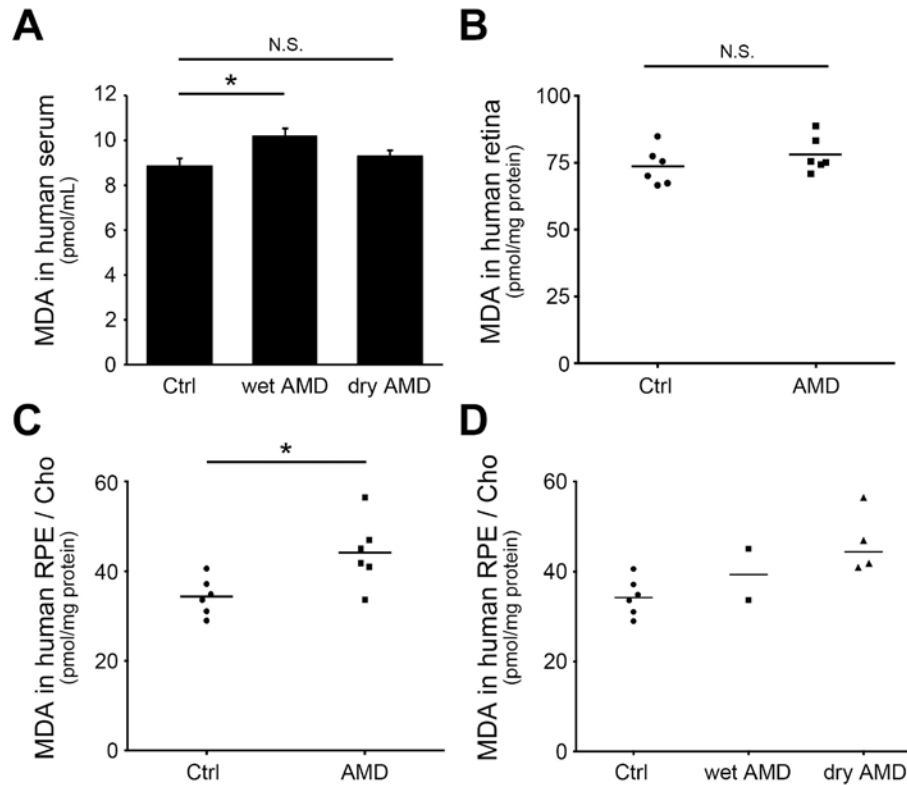 A
N.S.
*
12
10
8
6
4
2
0
MDA in human serum
(pmol/mL)
Ctrl wet AMD dry AMD
B
N.S.
100
75
50
25
0
MDA in human retina
(pmol/mg protein)
Ctrl AMD
C
*
60
40
20
0
MDA in human RPE / Cho
(pmol/mg protein)
Ctrl AMD
D
60
40
20
0
MDA in human RPE / Cho
(pmol/mg protein)
Ctrl wet AMD dry AMD